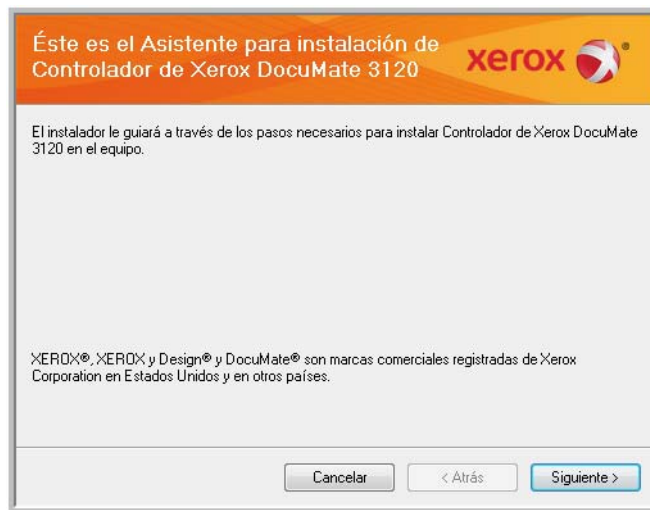 Éste es el Asistente para instalación de
Controlador de Xerox DocuMate 3120
xerox
El instalador le guiará a través de los pasos necesarios para instalar Controlador de Xerox DocuMate
3120 en el equipo.
XEROX®, XEROX y Design® y DocuMate® son marcas comerciales registradas de Xerox
Corporation en Estados Unidos y en otros países.
Cancelar < Atrás Siguiente >